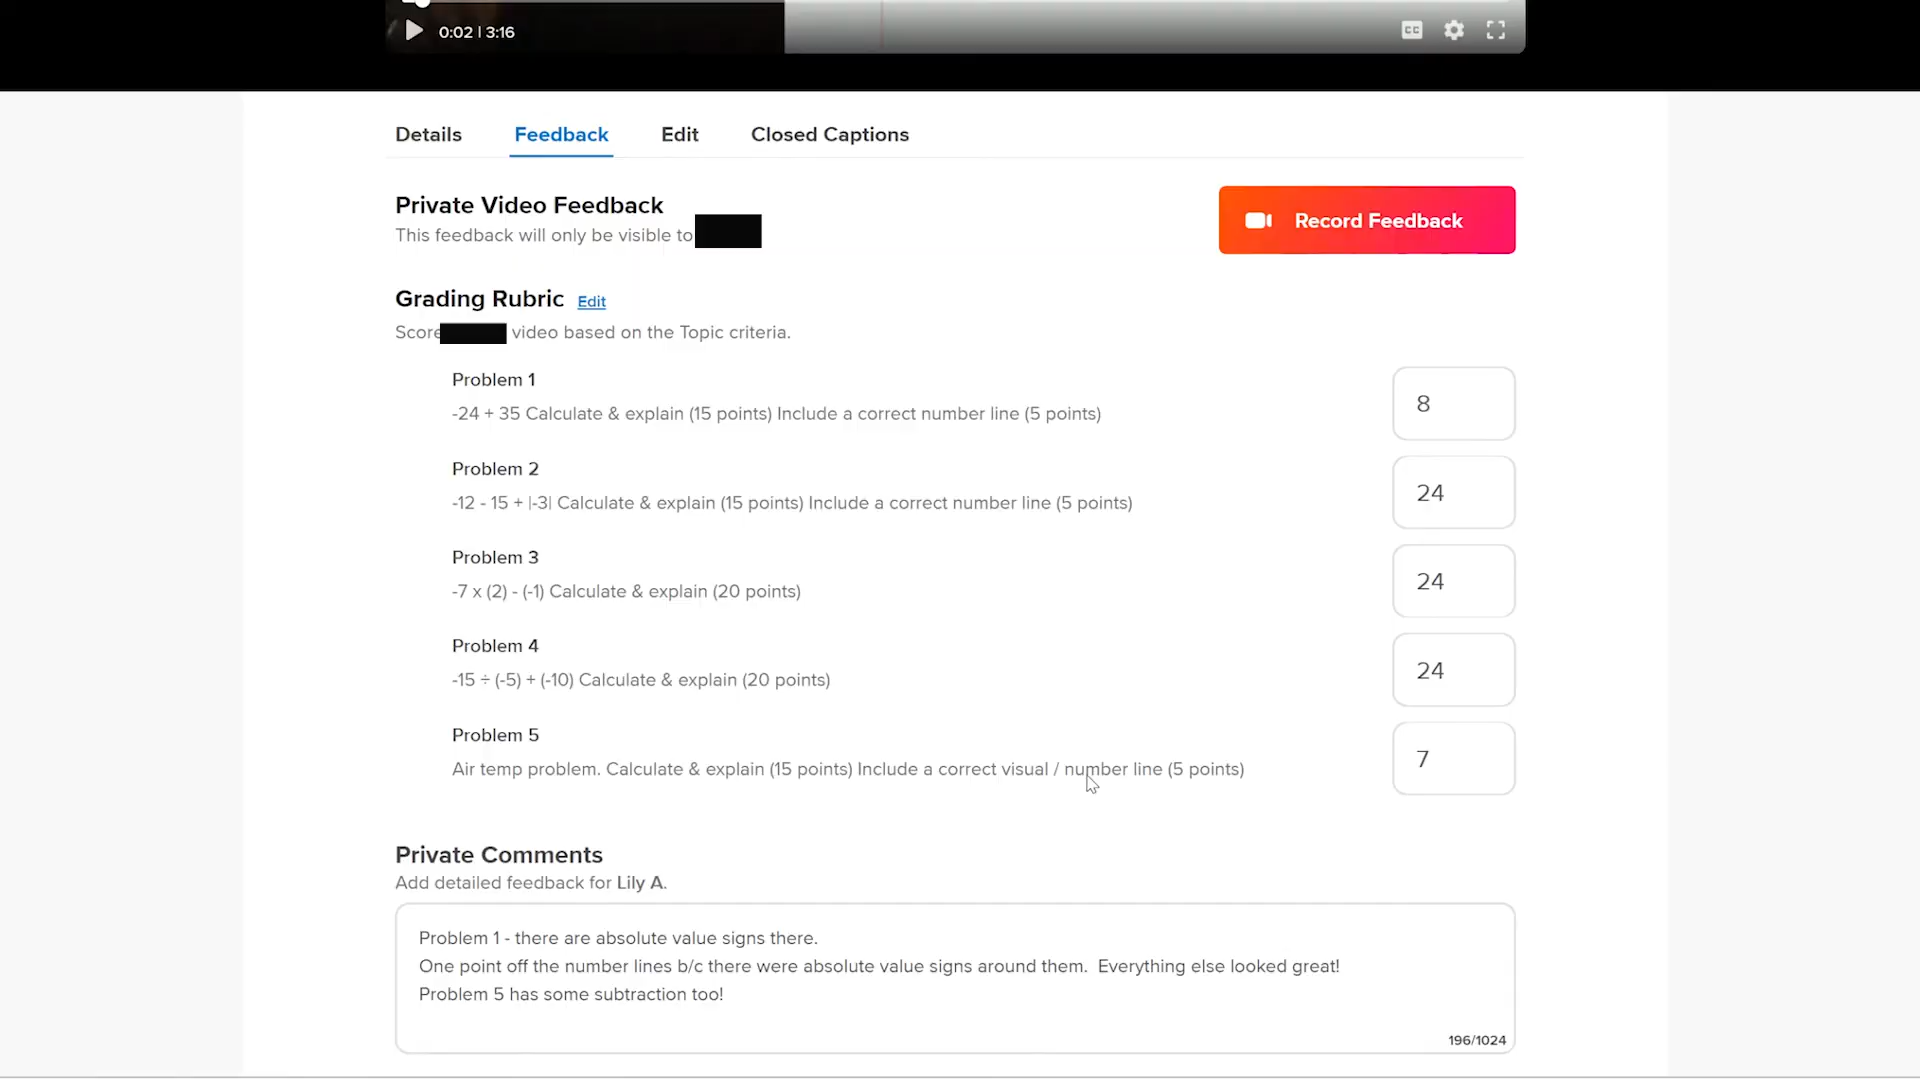 0:02 | 3:16
CC
Details Feedback Edit Closed Captions
Private Video Feedback
This feedback will only be visible to
Record Feedback
Grading Rubric Edit
Score video based on the Topic criteria.
Problem 1
-24 + 35 Calculate & explain (15 points) Include a correct number line (5 points)
8
Problem 2
-12 - 15 + |-3| Calculate & explain (15 points) Include a correct number line (5 points)
24
Problem 3
-7 x (2) - (-1) Calculate & explain (20 points)
24
Problem 4
-15 ÷ (-5) + (-10) Calculate & explain (20 points)
24
Problem 5
Air temp problem. Calculate & explain (15 points) Include a correct visual / number line (5 points)
7
Private Comments
Add detailed feedback for Lily A.
Problem 1 - there are absolute value signs there.
One point off the number lines b/c there were absolute value signs around them. Everything else looked great!
Problem 5 has some subtraction too!
196/1024